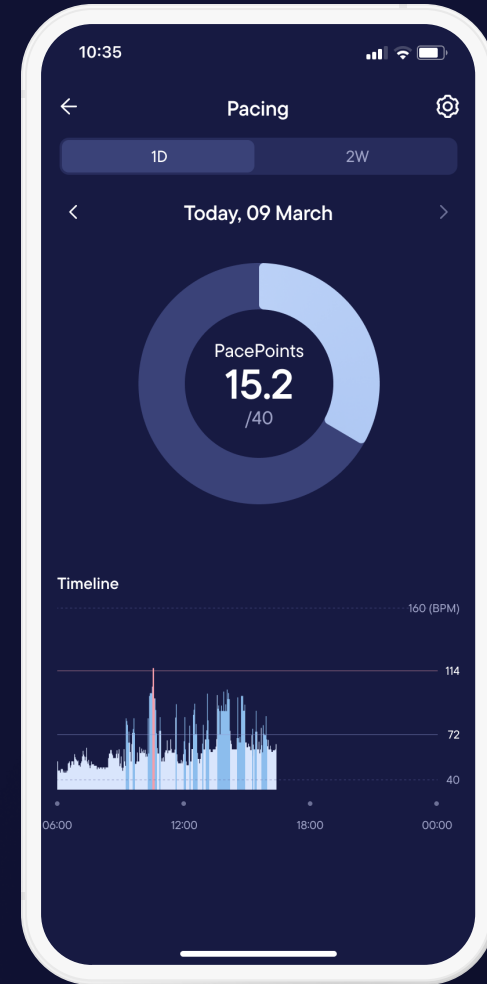 10:35
Pacing
1D 2W
Today, 09 March
PacePoints
15.2
/40
Timeline
160 (BPM)
114
72
40
06:00 12:00 18:00 00:00